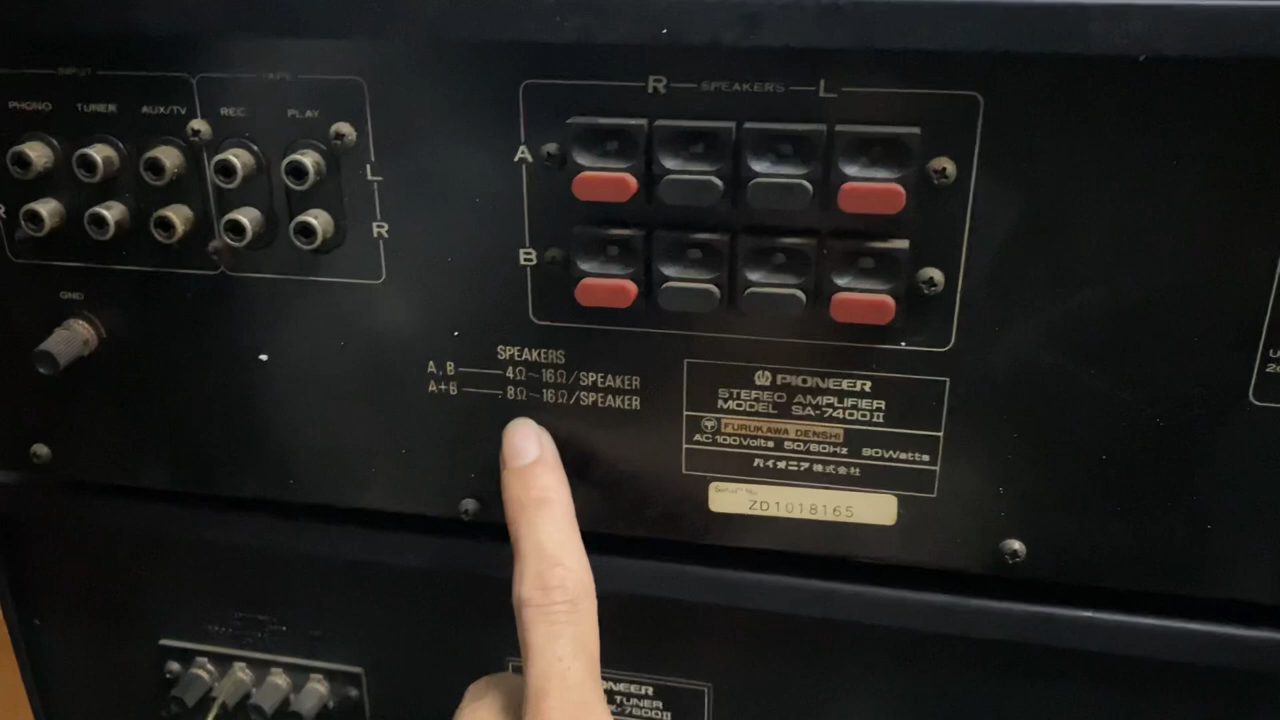 INPUT
TAPE
PHONO TUNER AUX/TV REC PLAY
L
R
R
GND
R SPEAKERS L
A
B
SPEAKERS
A, B 4Ω~16Ω/SPEAKER
A+B 8Ω~16Ω/SPEAKER
PIONEER
STEREO AMPLIFIER
MODEL SA-7400II
FURUKAWA DENSHI
AC 100Volts 50/60Hz 90Watts
パイオニア株式会社
Serial No.
ZD1018165
TUNER